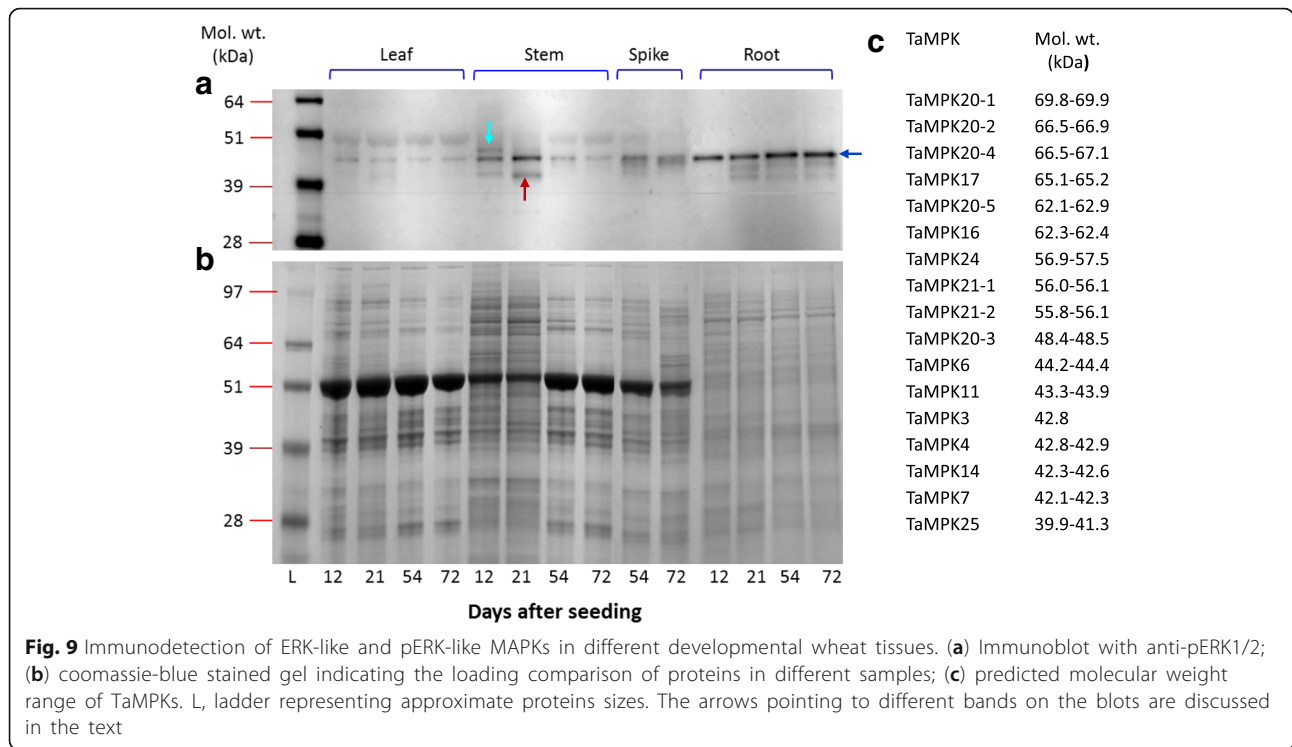 Mol. wt.
(kDa)
Leaf Stem Spike Root
a
64
51
39
28
b
97
64
51
39
28
L 12 21 54 72 12 21 54 72 54 72 12 21 54 72
Days after seeding
c TaMPK Mol. wt.
(kDa)
TaMPK20-1 69.8-69.9
TaMPK20-2 66.5-66.9
TaMPK20-4 66.5-67.1
TaMPK17 65.1-65.2
TaMPK20-5 62.1-62.9
TaMPK16 62.3-62.4
TaMPK24 56.9-57.5
TaMPK21-1 56.0-56.1
TaMPK21-2 55.8-56.1
TaMPK20-3 48.4-48.5
TaMPK6 44.2-44.4
TaMPK11 43.3-43.9
TaMPK3 42.8
TaMPK4 42.8-42.9
TaMPK14 42.3-42.6
TaMPK7 42.1-42.3
TaMPK25 39.9-41.3
Fig. 9 Immunodetection of ERK-like and pERK-like MAPKs in different developmental wheat tissues. (a) Immunoblot with anti-pERK1/2;
(b) coomassie-blue stained gel indicating the loading comparison of proteins in different samples; (c) predicted molecular weight
range of TaMPKs. L, ladder representing approximate proteins sizes. The arrows pointing to different bands on the blots are discussed
in the text